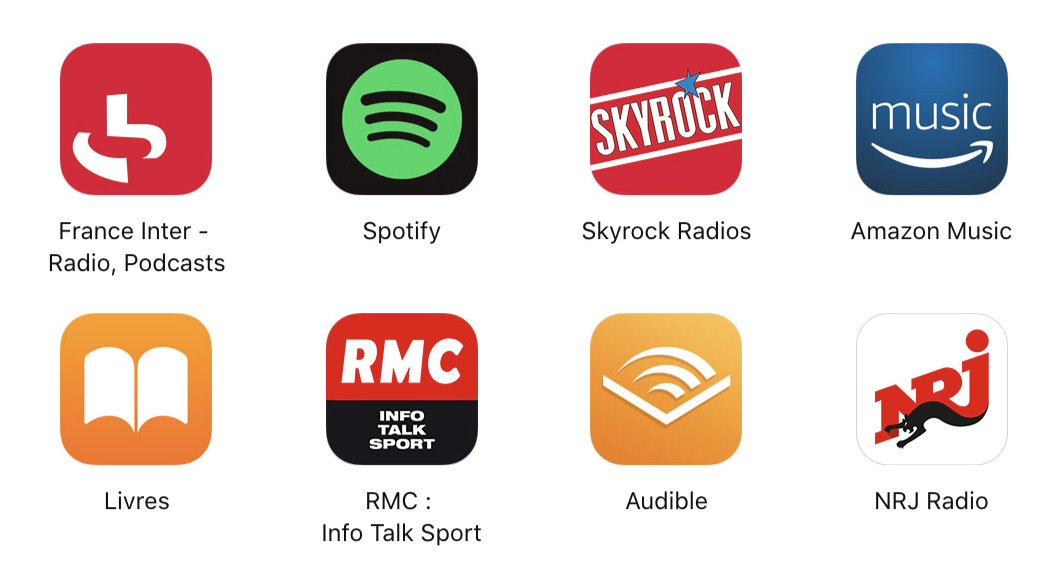 SKYROCK
music
France Inter -
Radio, Podcasts
Spotify
Skyrock Radios
Amazon Music
RMC
INFO
TALK
SPORT
NRJ
Livres
RMC :
Info Talk Sport
Audible
NRJ Radio